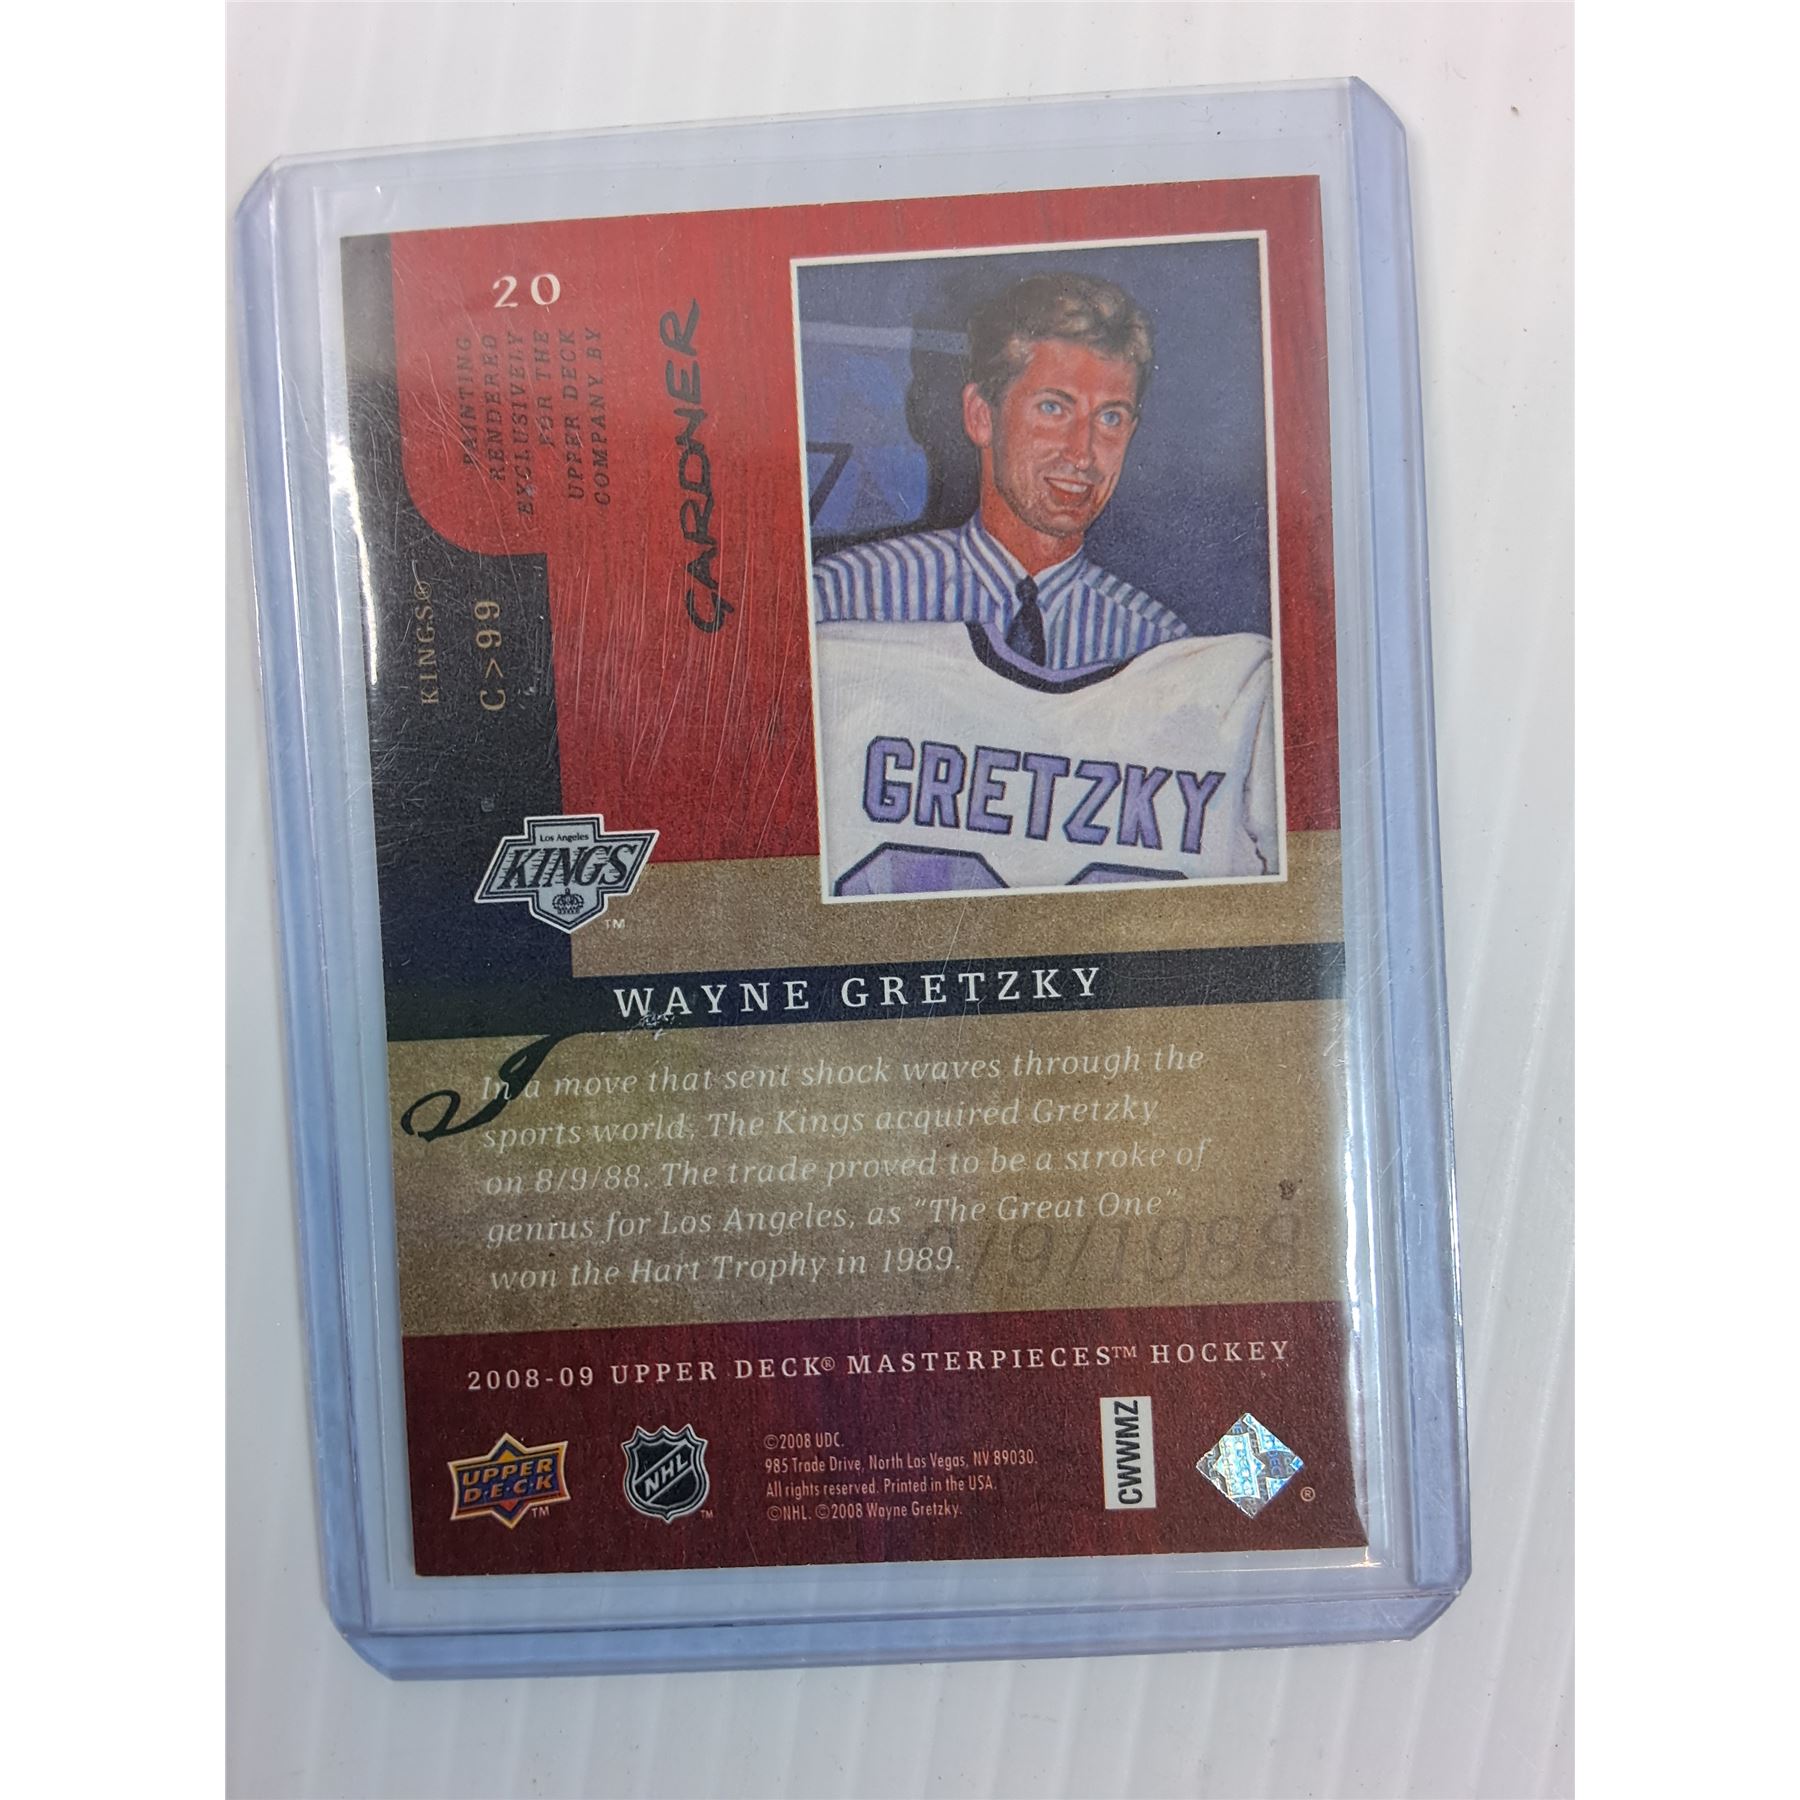 20
PAINTING
RENDERED
EXCLUSIVELY
FOR THE
UPPER DECK
COMPANY BY
GARDNER
KINGS®
C>99
GRETZKY
Los Angeles
KINGS
TM
WAYNE GRETZKY
In a move that sent shock waves through the
sports world, The Kings acquired Gretzky
on 8/9/88. The trade proved to be a stroke of
genius for Los Angeles, as "The Great One"
won the Hart Trophy in 1989.
/9/1988
2008-09 UPPER DECK® MASTERPIECES™ HOCKEY
UPPER
D·E·C·K
TM
NHL
TM
©2008 UDC.
985 Trade Drive, North Las Vegas, NV 89030.
All rights reserved. Printed in the USA.
©NHL. ©2008 Wayne Gretzky.
CWWMZ
®